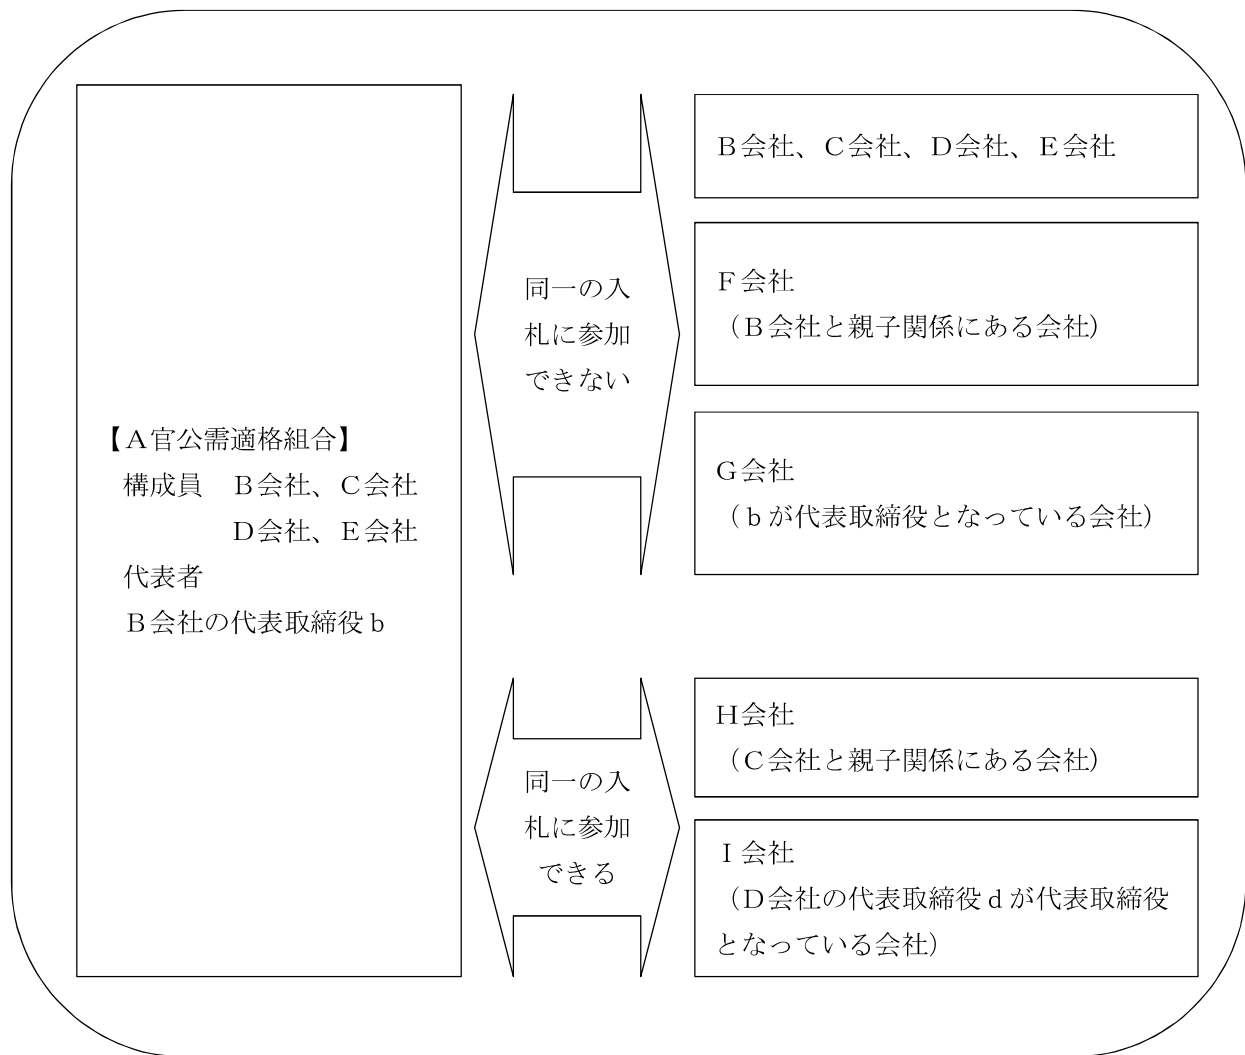 【Ａ官公需適格組合】
構成員　Ｂ会社、Ｃ会社
Ｄ会社、Ｅ会社
代表者
Ｂ会社の代表取締役ｂ
同一の入
札に参加
できない
Ｂ会社、Ｃ会社、Ｄ会社、Ｅ会社
Ｆ会社
（Ｂ会社と親子関係にある会社）
Ｇ会社
（ｂが代表取締役となっている会社）
同一の入
札に参加
できる
Ｈ会社
（Ｃ会社と親子関係にある会社）
Ｉ会社
（Ｄ会社の代表取締役ｄが代表取締役
となっている会社）